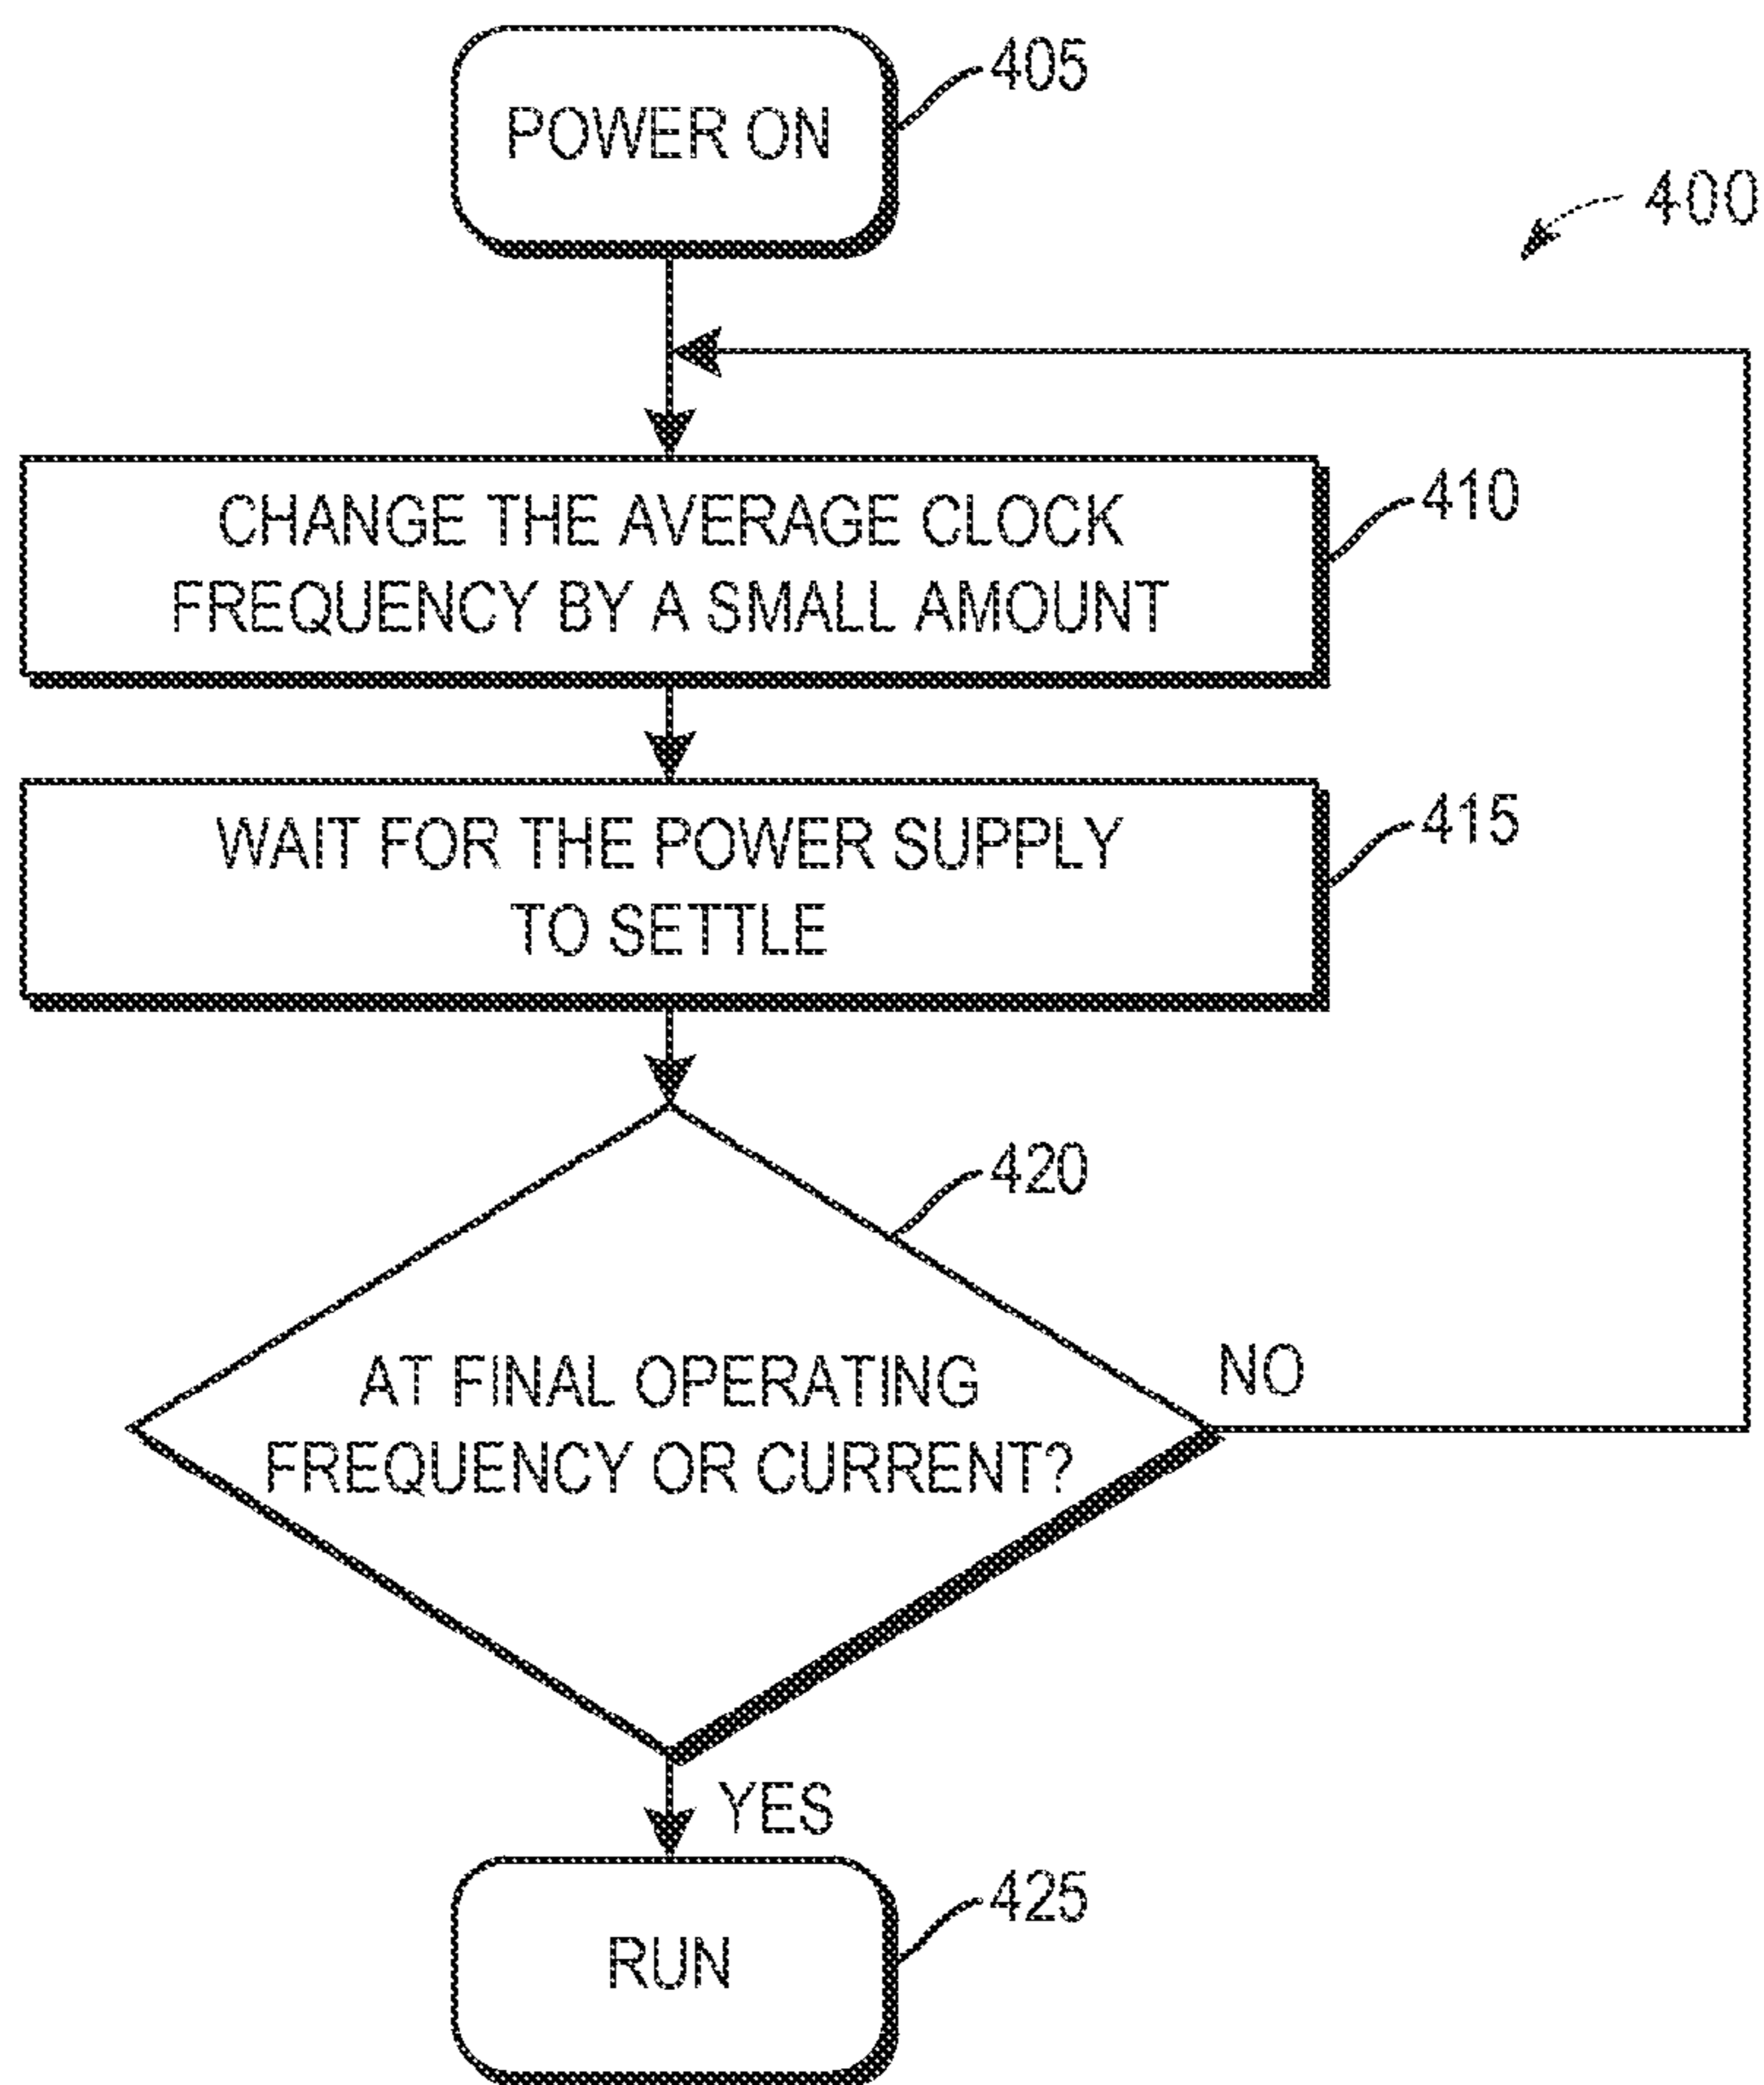 POWER ON
405
400
CHANGE THE AVERAGE CLOCK
FREQUENCY BY A SMALL AMOUNT
410
WAIT FOR THE POWER SUPPLY
TO SETTLE
415
420
AT FINAL OPERATING
FREQUENCY OR CURRENT?
NO
YES
RUN
425